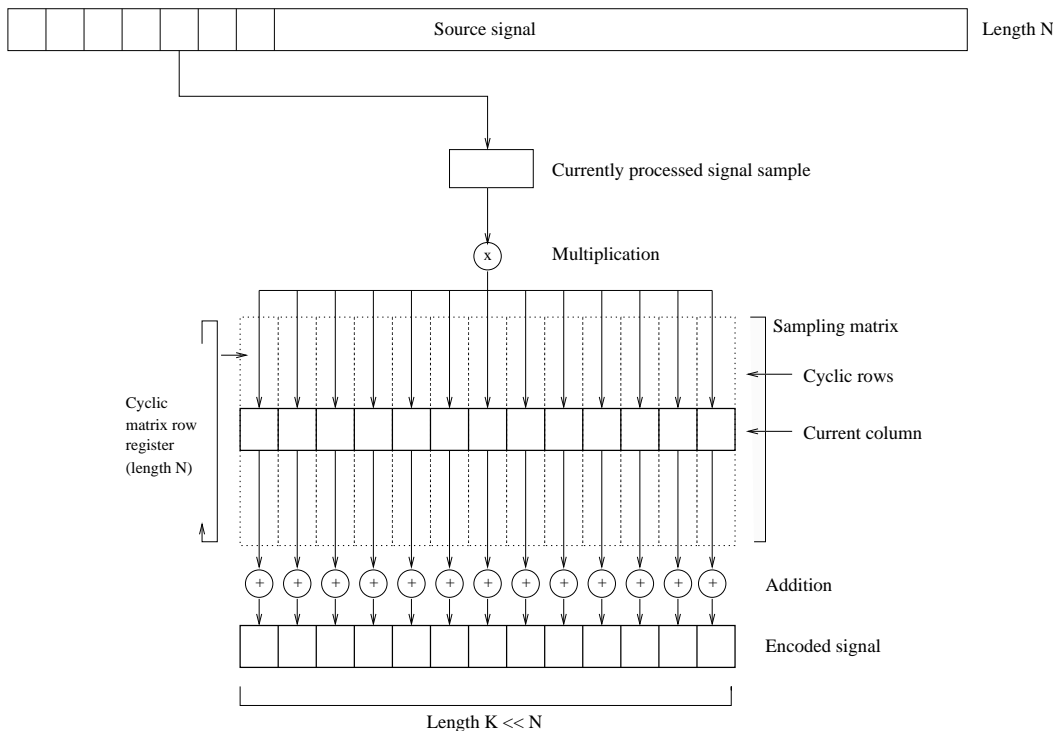 Source signal
Length N
Currently processed signal sample
x
Multiplication
Sampling matrix
Cyclic rows
Cyclic
matrix row
register
(length N)
Current column
+ + + + + + + + + + + + +
Addition
Encoded signal
Length K << N